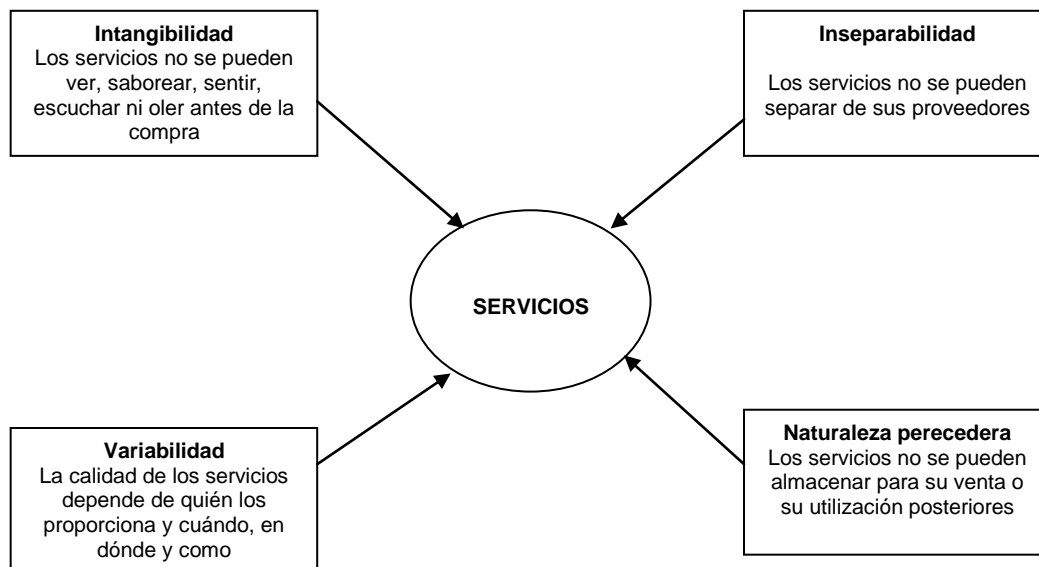 Intangibilidad
Los servicios no se pueden
ver, saborear, sentir,
escuchar ni oler antes de la
compra
Inseparabilidad
Los servicios no se pueden
separar de sus proveedores
SERVICIOS
Variabilidad
La calidad de los servicios
depende de quién los
proporciona y cuándo, en
dónde y como
Naturaleza perecedera
Los servicios no se pueden
almacenar para su venta o
su utilización posteriores